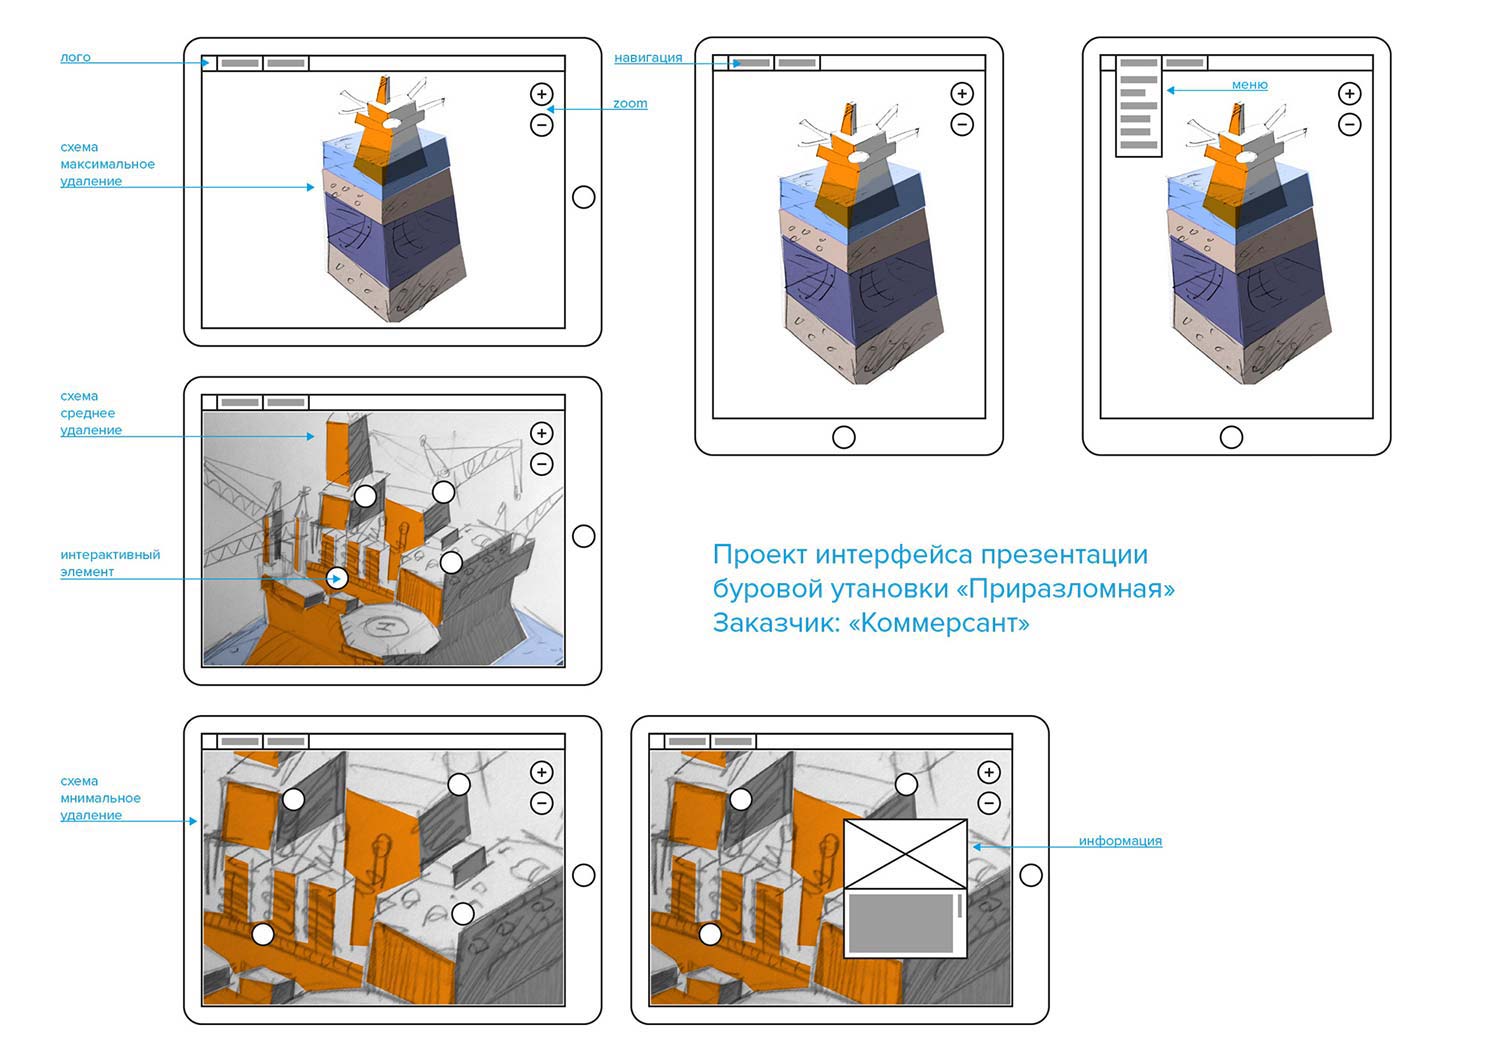 лого
навигация
zoom
меню
схема
максимальное
удаление
схема
среднее
удаление
интерактивный
элемент
Проект интерфейса презентации
буровой утановки «Приразломная»
Заказчик: «Коммерсант»
схема
мнимальное
удаление
информация
H